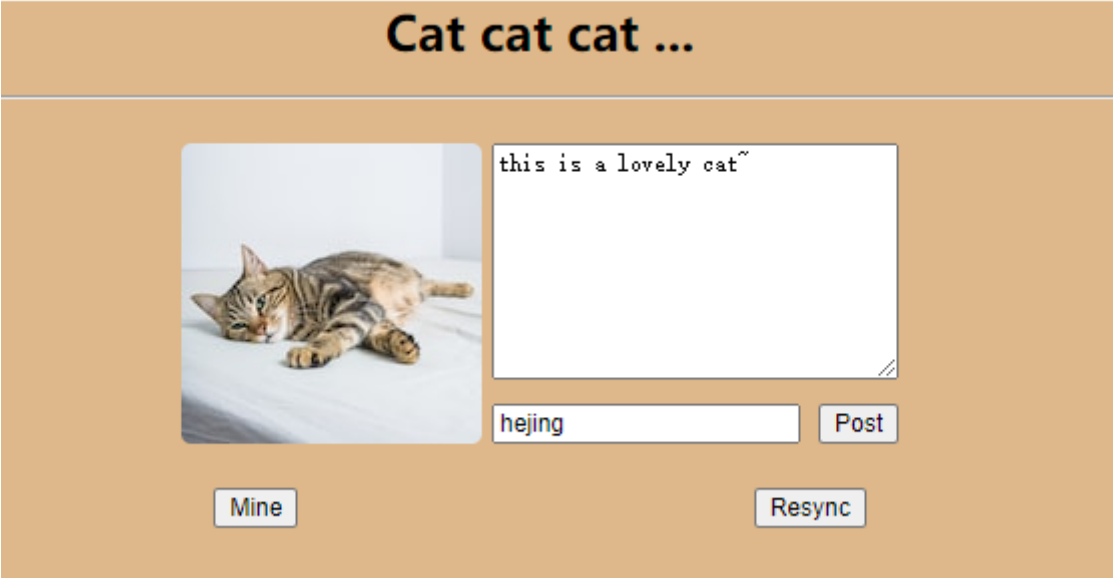 Cat cat cat ...
this is a lovely cat~
hejing
Post
Mine
Resync